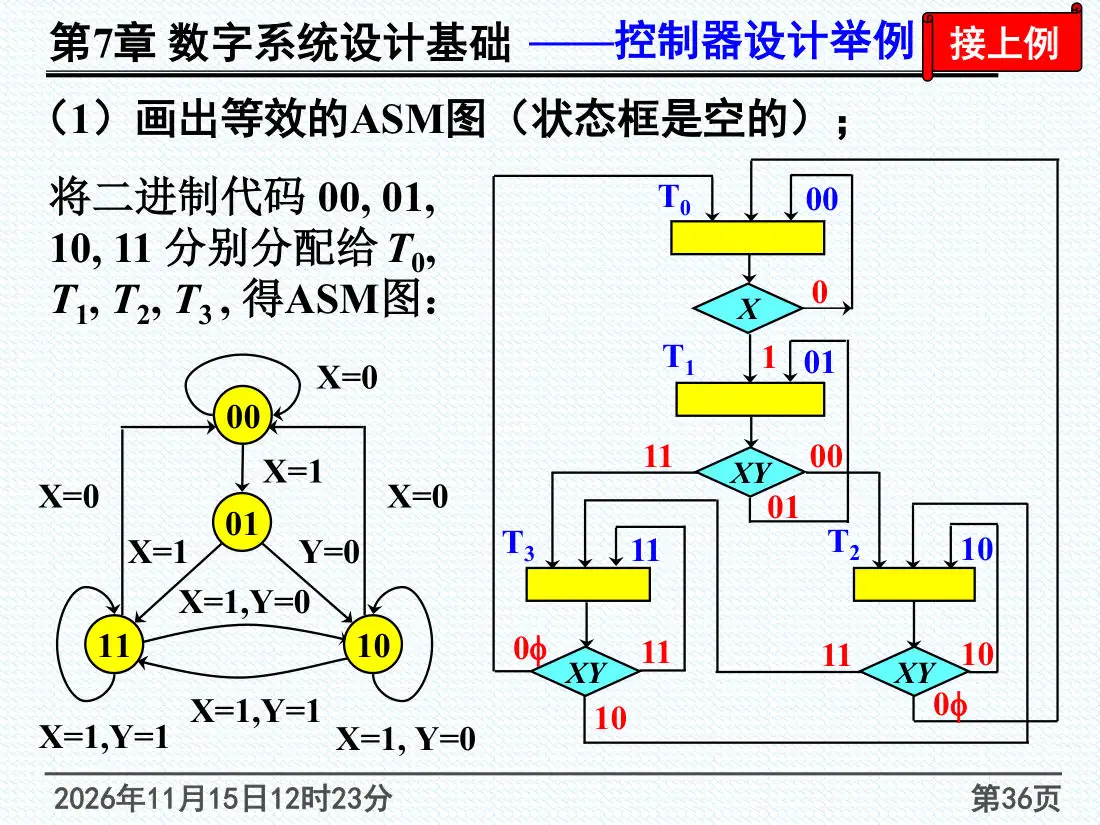 第7章 数字系统设计基础 ——控制器设计举例
接上例
（1）画出等效的ASM图（状态框是空的）；
将二进制代码 00, 01,
10, 11 分别分配给 T0,
T1, T2, T3 , 得ASM图：
X=0
00
X=1
X=0
X=0
01
X=1
Y=0
X=1,Y=0
11
10
X=1,Y=1
X=1,Y=1
X=1, Y=0
T0
00
X
0
1
T1
01
11
XY
00
01
T3
11
T2
10
0ϕ
XY
11
10
11
XY
10
0ϕ
2026年11月15日12时23分
第36页